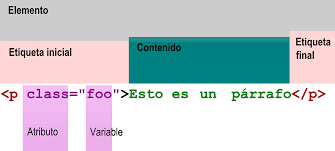 Elemento
Etiqueta inicial
Contenido
Etiqueta
final
<p class="foo">Esto es un párrafo</p>
Atributo
Variable